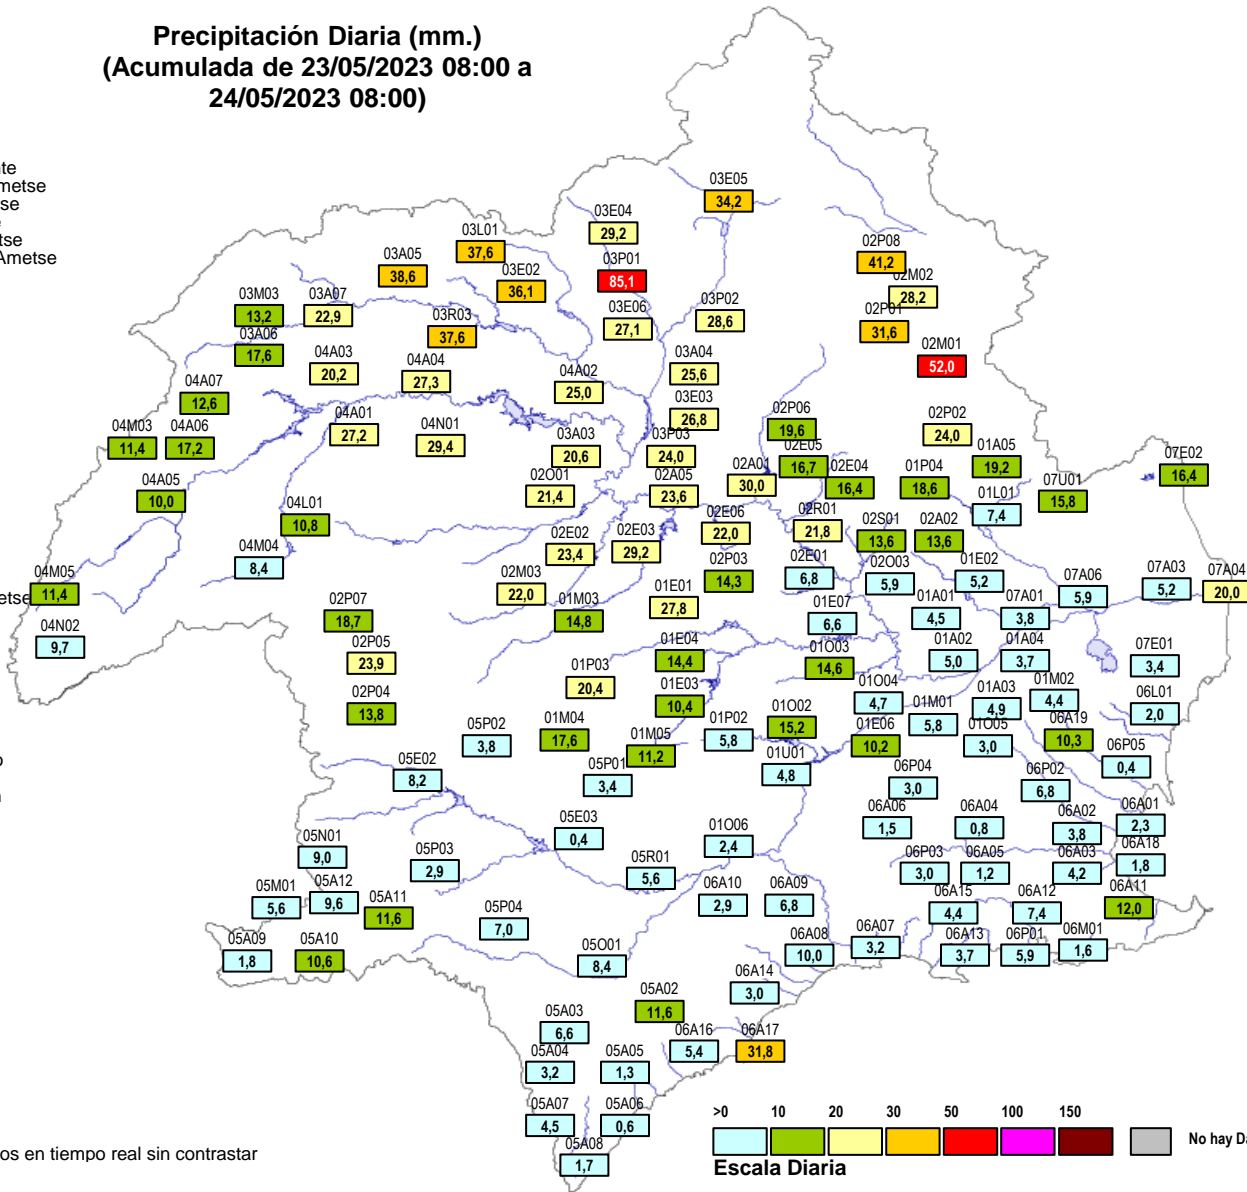 Precipitación Diaria (mm.)
(Acumulada de 23/05/2023 08:00 a
24/05/2023 08:00)
03E05
34,2
03E04
29,2
03L01
37,6
03A05
38,6
03P01
85,1
03E02
36,1
02P08
41,2
02M02
28,2
03M03
13,2
03A07
22,9
03R03
37,6
03E06
27,1
03P02
28,6
02P01
31,6
03A06
17,6
04A03
20,2
04A04
27,3
04A02
25,0
03A04
25,6
02M01
52,0
04A07
12,6
04A01
27,2
04N01
29,4
03E03
26,8
02P06
19,6
02P02
24,0
04M03
11,4
04A06
17,2
03A03
20,6
03P03
24,0
02E05
16,7
01A05
19,2
07E02
16,4
04A05
10,0
02O01
21,4
02A05
23,6
02A01
30,0
02E04
16,4
01P04
18,6
07U01
15,8
01L01
7,4
04L01
10,8
02E06
22,0
02R01
21,8
02S01
13,6
02A02
13,6
04M04
8,4
02E02
23,4
02E03
29,2
02P03
14,3
02E01
6,8
02O03
5,9
01E02
5,2
07A06
5,9
07A03
5,2
07A04
20,0
04M05
11,4
02M03
22,0
01E01
27,8
02P07
18,7
01M03
14,8
01E07
6,6
01A01
4,5
07A01
3,8
04N02
9,7
02P05
23,9
01E04
14,4
01O03
14,6
01A02
5,0
01A04
3,7
07E01
3,4
01P03
20,4
01E03
10,4
01O04
4,7
01A03
4,9
01M02
4,4
06L01
2,0
02P04
13,8
05P02
3,8
01M04
17,6
01M05
11,2
01P02
5,8
01O02
15,2
01E06
10,2
01M01
5,8
01O05
3,0
06A19
10,3
06P05
0,4
05E02
8,2
05P01
3,4
01U01
4,8
06P04
3,0
06P02
6,8
05E03
0,4
01O06
2,4
06A06
1,5
06A04
0,8
06A02
3,8
06A01
2,3
05N01
9,0
05P03
2,9
05R01
5,6
06P03
3,0
06A05
1,2
06A03
4,2
06A18
1,8
05M01
5,6
05A12
9,6
05A11
11,6
06A10
2,9
06A09
6,8
06A15
4,4
06A12
7,4
06A11
12,0
05P04
7,0
05A09
1,8
05A10
10,6
05O01
8,4
06A08
10,0
06A07
3,2
06A13
3,7
06P01
5,9
06M01
1,6
06A14
3,0
05A02
11,6
05A03
6,6
06A16
5,4
06A17
31,8
05A04
3,2
05A05
1,3
05A07
4,5
05A06
0,6
05A08
1,7
os en tiempo real sin contrastar
>0 10 20 30 50 100 150
No hay Da
Escala Diaria